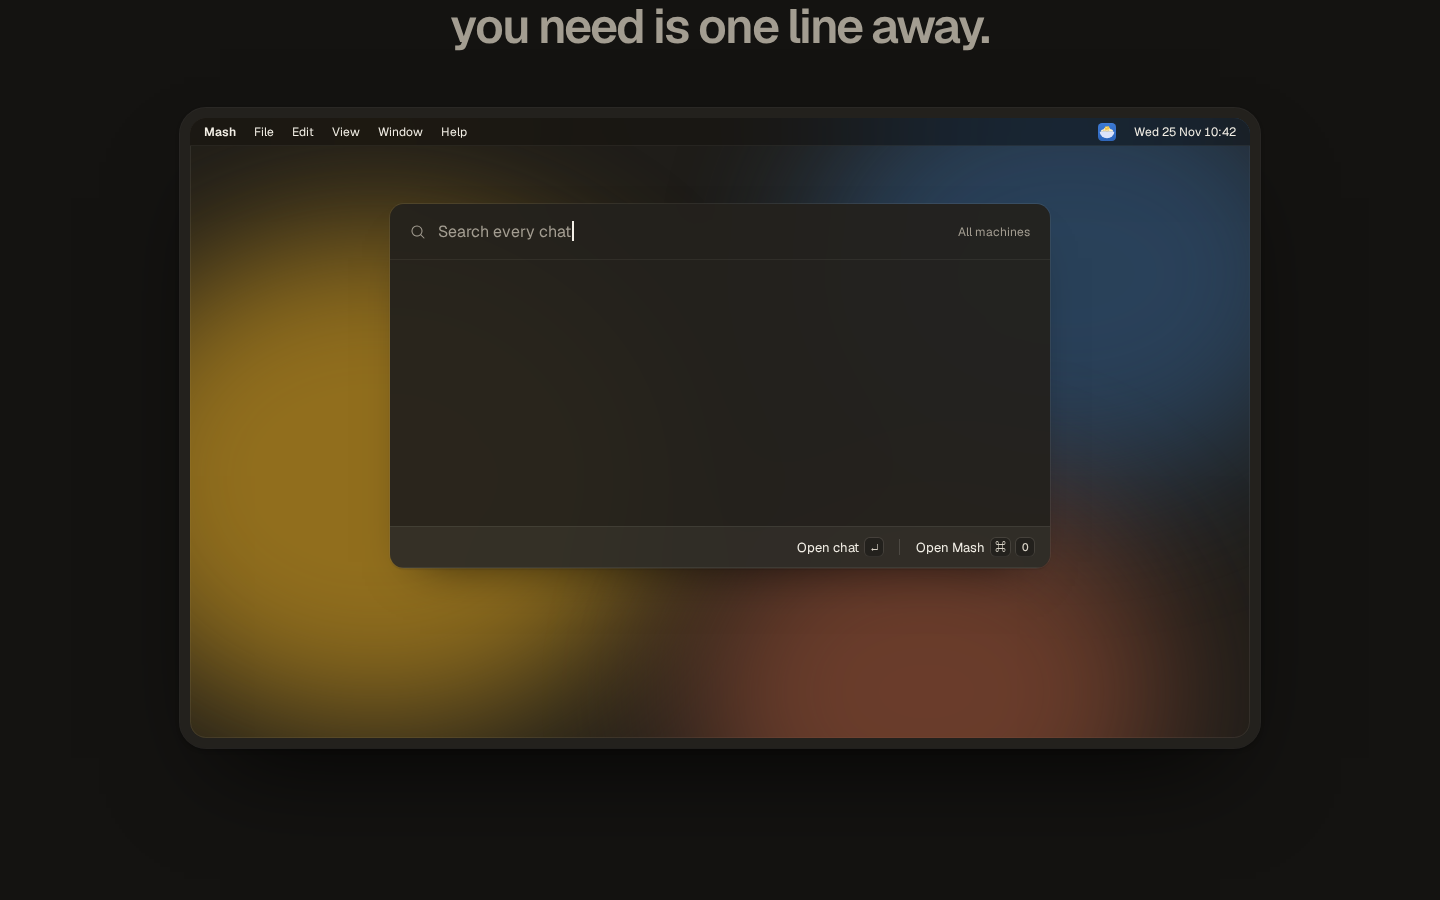 you need is one line away.
Mash File Edit View Window Help Wed 25 Nov 10:42
Search every chat All machines
Open chat ↵ Open Mash ⌘ 0